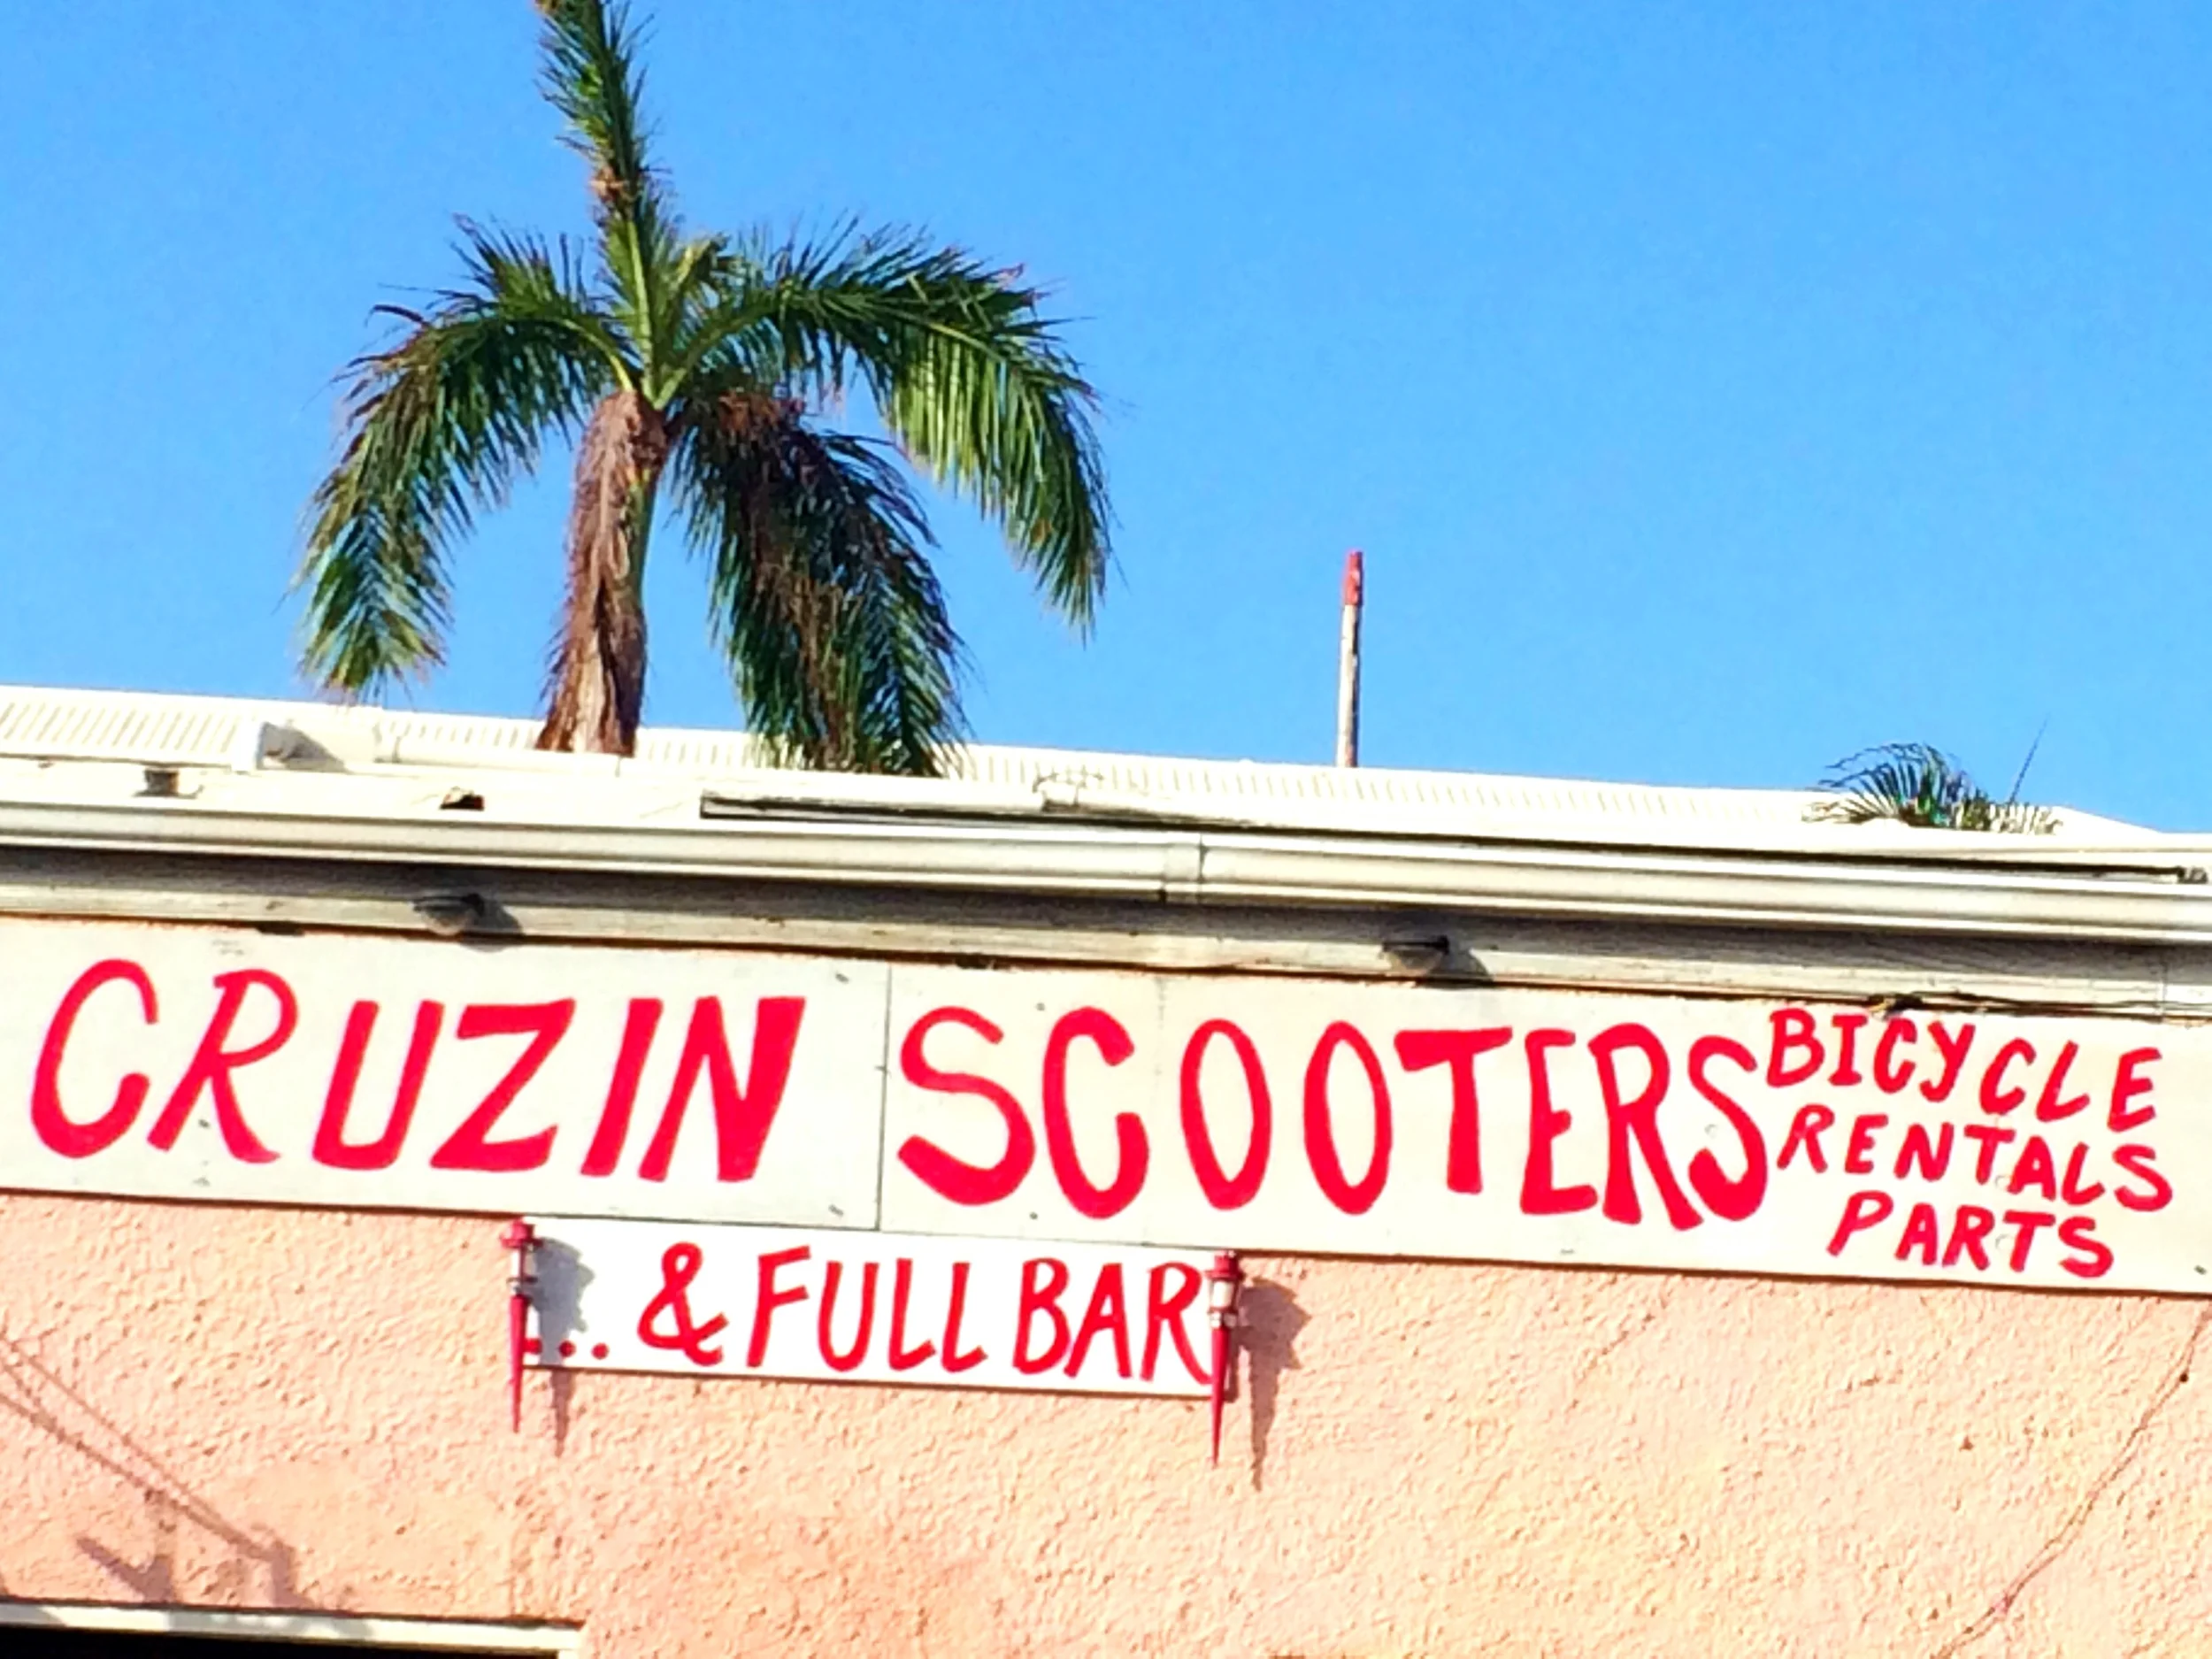 CRUZIN SCOOTERS
BICYCLE
RENTALS
PARTS
... & FULL BAR